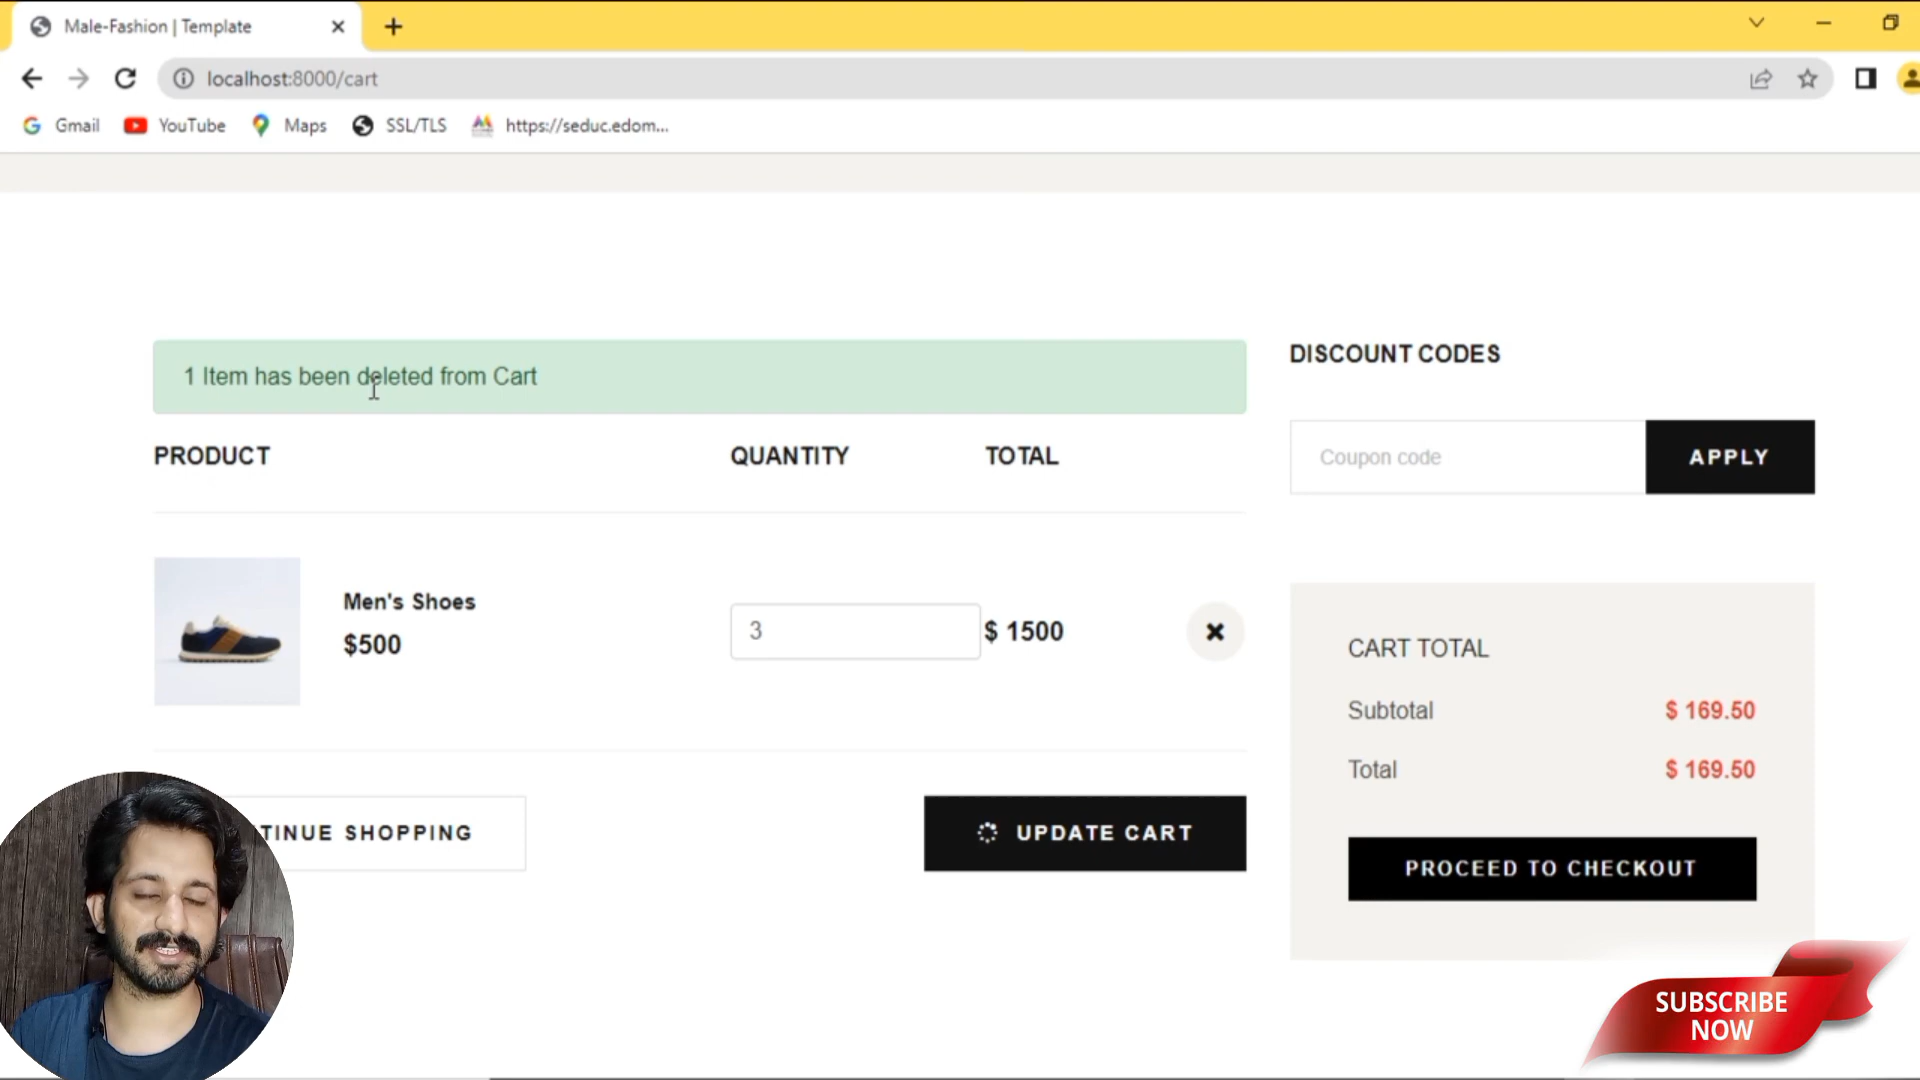 Male-Fashion | Template
localhost:8000/cart
Gmail YouTube Maps SSL/TLS https://seduc.edom...
1 Item has been deleted from Cart
DISCOUNT CODES
Coupon code APPLY
PRODUCT QUANTITY TOTAL
Men's Shoes
$500
3 $ 1500
CART TOTAL
Subtotal $ 169.50
Total $ 169.50
PROCEED TO CHECKOUT
TINUE SHOPPING
UPDATE CART
SUBSCRIBE
NOW